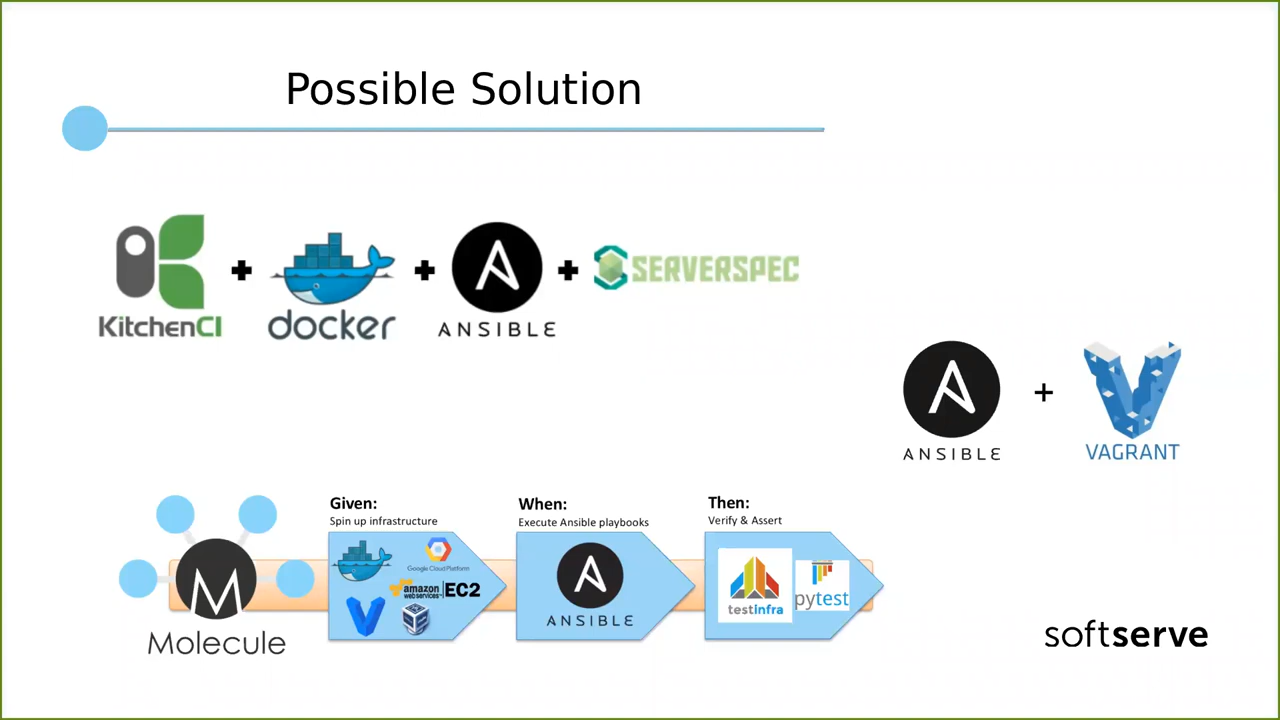 Possible Solution
KitchenCI + docker + ANSIBLE + SERVERSPEC
ANSIBLE + VAGRANT
Molecule
Given:
Spin up infrastructure
Google Cloud Platform
amazon
web services
EC2
When:
Execute Ansible playbooks
ANSIBLE
Then:
Verify & Assert
testinfra
pytest
softserve